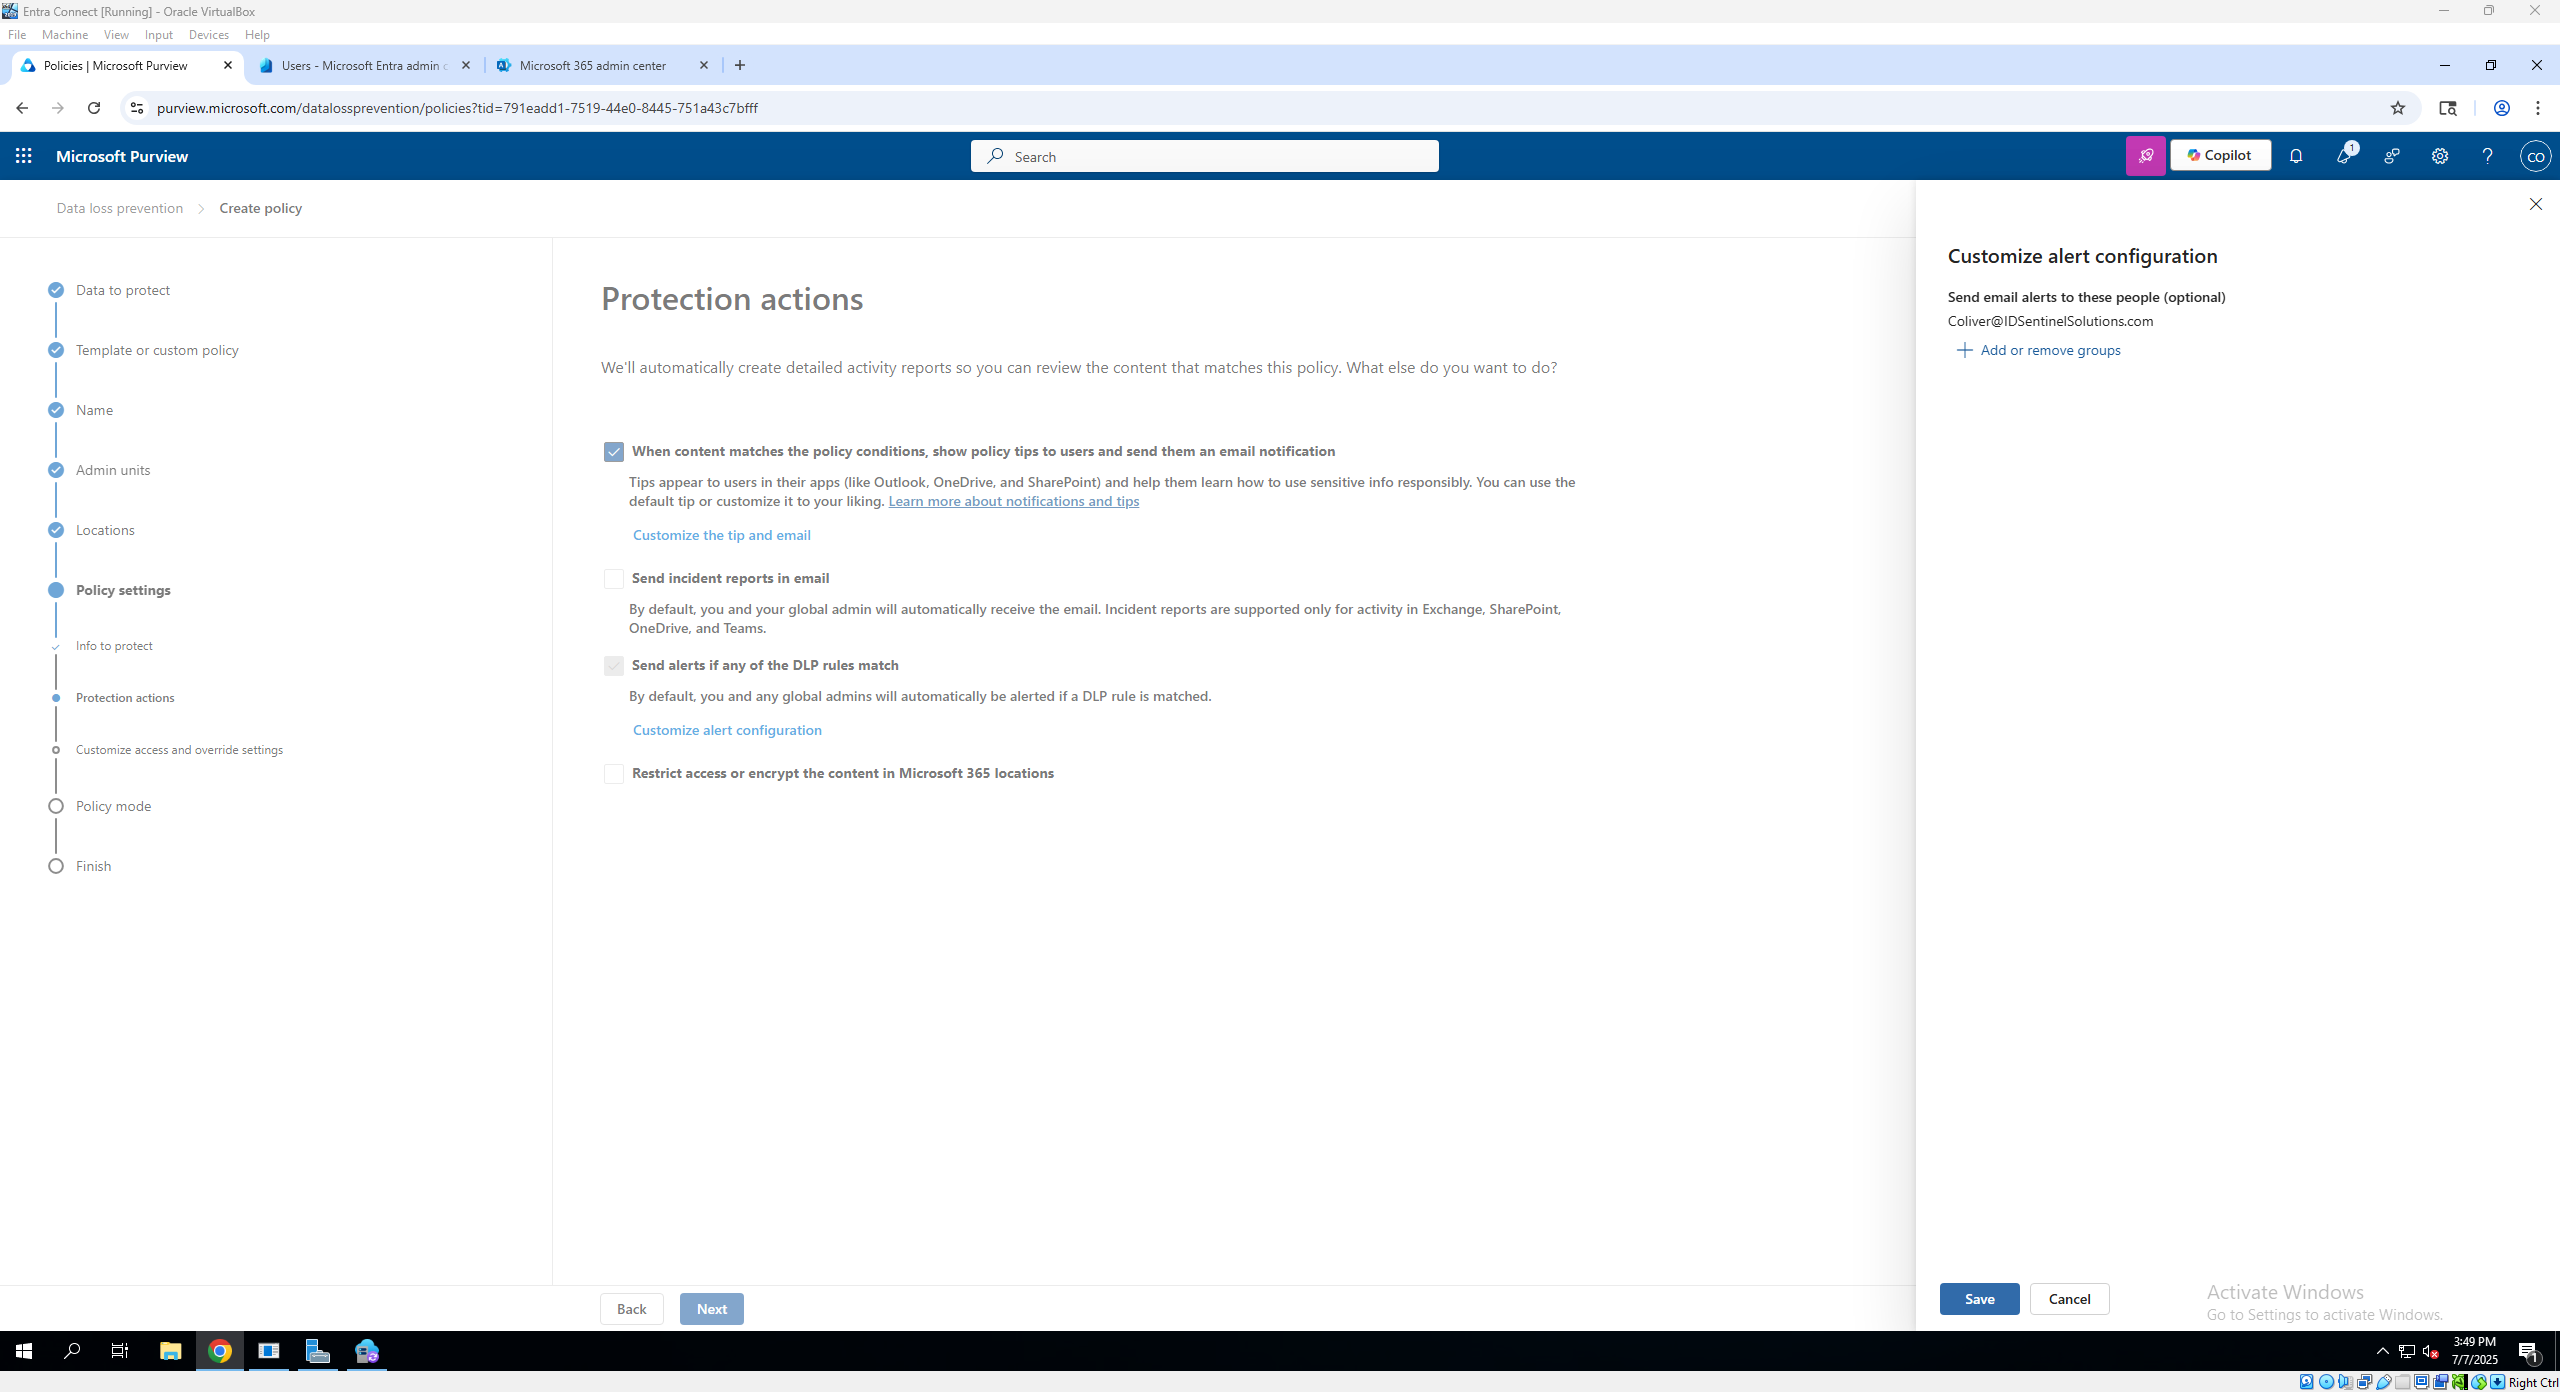 Entra Connect [Running] - Oracle VirtualBox
File Machine View Input Devices Help
Policies | Microsoft Purview
Users - Microsoft Entra admin c
Microsoft 365 admin center
purview.microsoft.com/datalossprevention/policies?tid=791eadd1-7519-44e0-8445-751a43c7bfff
Microsoft Purview
Search
Copilot
1
CO
Data loss prevention > Create policy
Data to protect
Template or custom policy
Name
Admin units
Locations
Policy settings
Info to protect
Protection actions
Customize access and override settings
Policy mode
Finish
Protection actions
We'll automatically create detailed activity reports so you can review the content that matches this policy. What else do you want to do?
When content matches the policy conditions, show policy tips to users and send them an email notification
Tips appear to users in their apps (like Outlook, OneDrive, and SharePoint) and help them learn how to use sensitive info responsibly. You can use the
default tip or customize it to your liking. Learn more about notifications and tips
Customize the tip and email
Send incident reports in email
By default, you and your global admin will automatically receive the email. Incident reports are supported only for activity in Exchange, SharePoint,
OneDrive, and Teams.
Send alerts if any of the DLP rules match
By default, you and any global admins will automatically be alerted if a DLP rule is matched.
Customize alert configuration
Restrict access or encrypt the content in Microsoft 365 locations
Back
Next
Customize alert configuration
Send email alerts to these people (optional)
Coliver@IDSentinelSolutions.com
Add or remove groups
Save
Cancel
Activate Windows
Go to Settings to activate Windows.
3:49 PM
7/7/2025
1
Right Ctrl